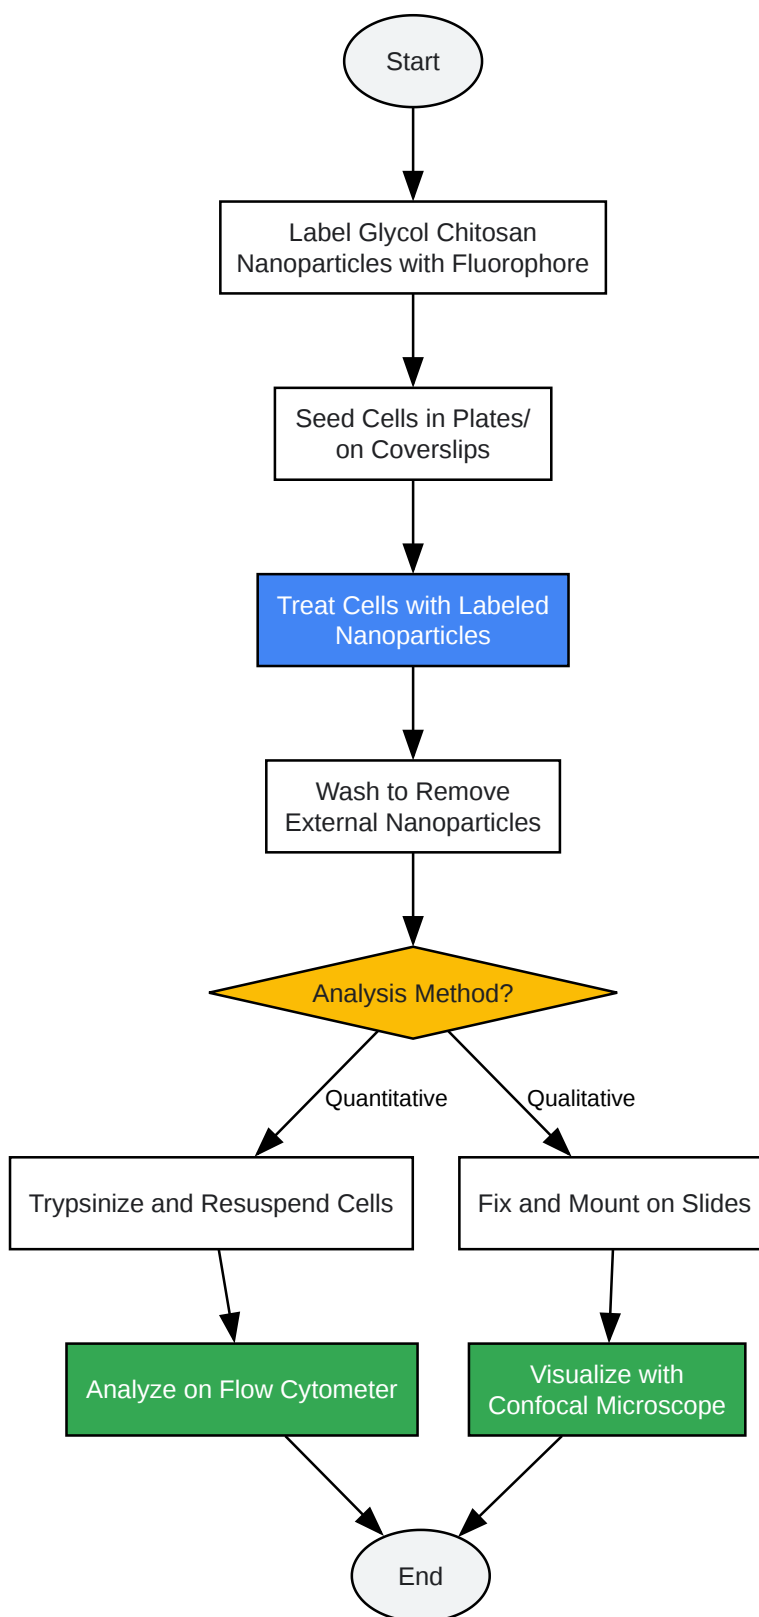 Start
Label Glycol Chitosan
Nanoparticles with Fluorophore
Seed Cells in Plates/
on Coverslips
Treat Cells with Labeled
Nanoparticles
Wash to Remove
External Nanoparticles
Analysis Method?
Quantitative
Qualitative
Trypsinize and Resuspend Cells
Fix and Mount on Slides
Analyze on Flow Cytometer
Visualize with
Confocal Microscope
End